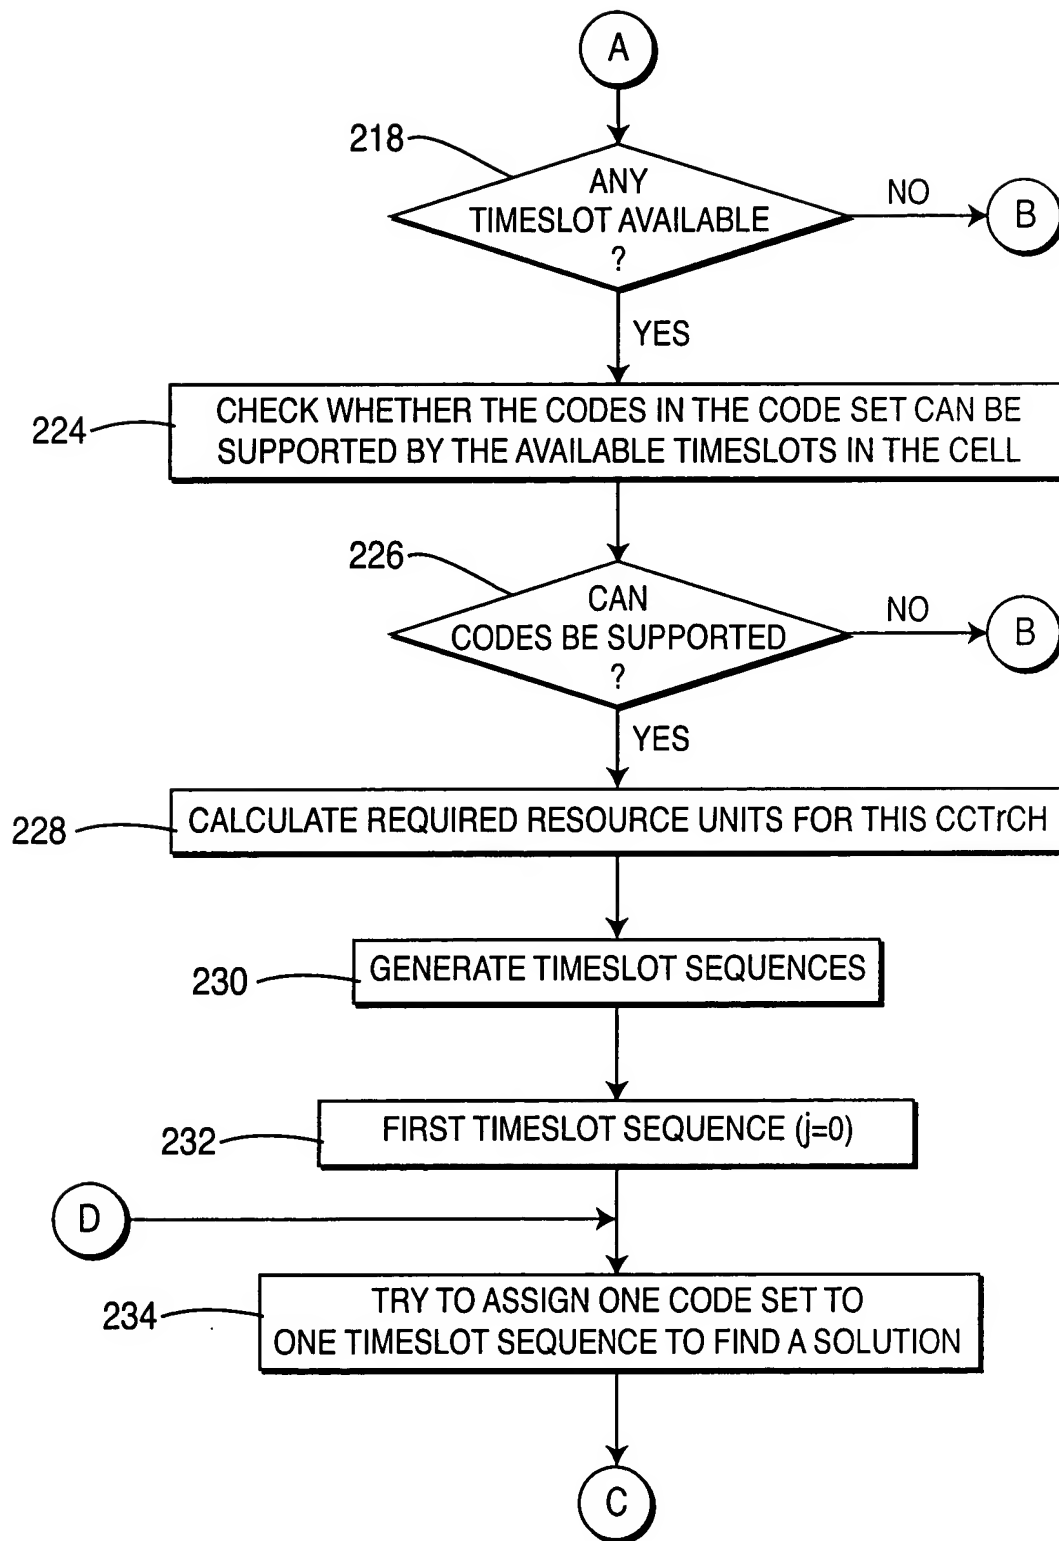 A
218
ANY
TIMESLOT AVAILABLE
?
NO
B
YES
224
CHECK WHETHER THE CODES IN THE CODE SET CAN BE
SUPPORTED BY THE AVAILABLE TIMESLOTS IN THE CELL
226
CAN
CODES BE SUPPORTED
?
NO
B
YES
228
CALCULATE REQUIRED RESOURCE UNITS FOR THIS CCTrCH
230
GENERATE TIMESLOT SEQUENCES
232
FIRST TIMESLOT SEQUENCE (j=0)
D
234
TRY TO ASSIGN ONE CODE SET TO
ONE TIMESLOT SEQUENCE TO FIND A SOLUTION
C